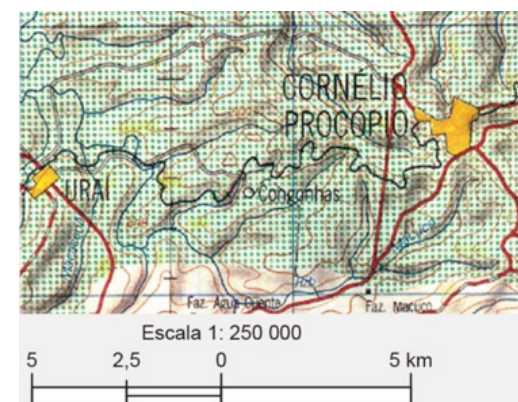 CORNÉLIO
PROCÓPIO
URAÍ
Congonhas
Rib
Faz. Água Quente
Faz. Macuco
Escala 1: 250 000
5 2,5 0 5 km